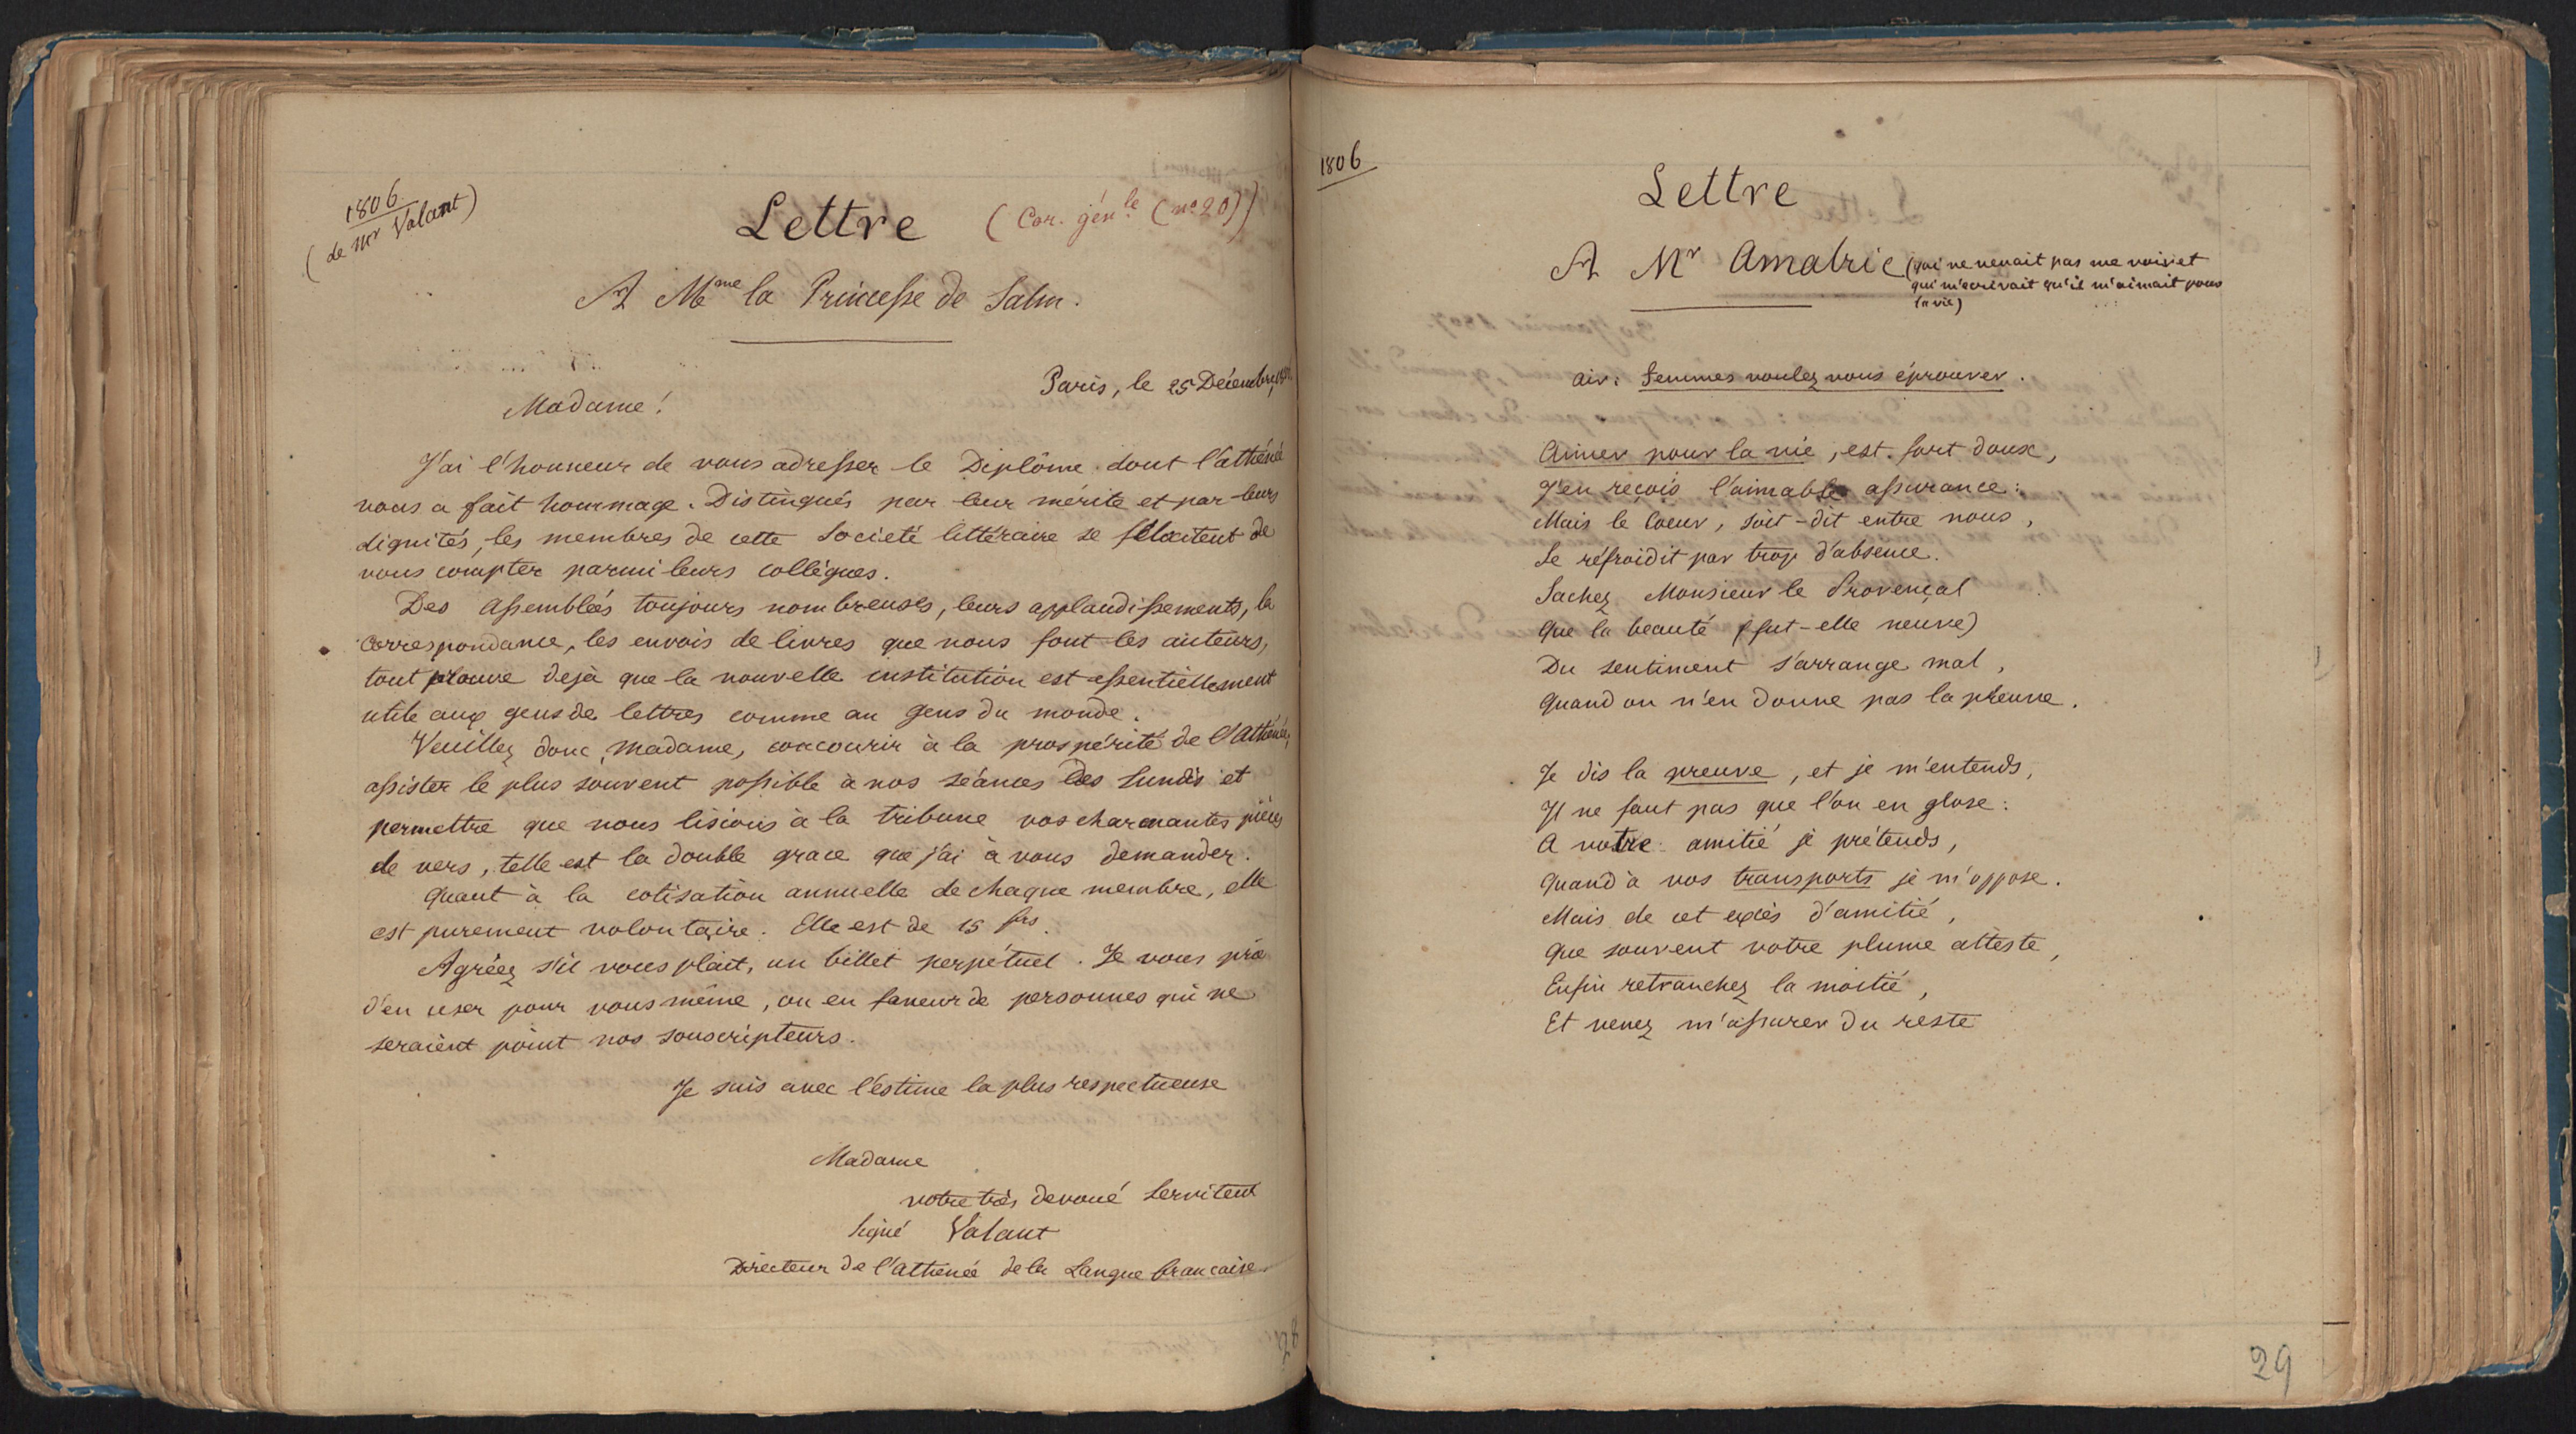 1806
(de Mr Valant)
Lettre (Cor. génle (no 20))
A Mme la Princesse de Salm.
Paris, le 25 Décembre
Madame!
J'ai l'honneur de vous adresser le Diplôme dont l'athénée
vous a fait hommage. Distingués par leur mérite et par leurs
dignités, les membres de cette Societé littéraire se félicitent de
vous compter parmi leurs collègues.
Des assemblées toujours nombreuses, leurs applaudissements, la
correspondance, les envois de livres que nous font les auteurs,
tout prouve dejà que la nouvelle institution est essentiellement
utile aux gens de lettres comme au gens du monde.
Veuillez donc, Madame, concourir à la prospérité de l'athénée,
assister le plus souvent possible à nos séances des Lundis et
permettre que nous lisions à la tribune vos charmantes pièces
de vers, telle est la double grace que j'ai à vous demander.
Quant à la cotisation annuelle de chaque membre, elle
est purement volontaire. Elle est de 15 frs.
Agréez s'il vous plait, un billet perpétuel. Je vous prie
d'en user pour vous même, ou en faveur de personnes qui ne
seraient point nos souscripteurs.
Je suis avec l'estime la plus respectueuse
Madame
votre très devoué Serviteur
Signé Valant
Directeur de l'athenée de la Langue francaise.
28
1806
Lettre
A Mr Amalric (qui ne venait pas me voir et
qui m'ecrivait qu'il m'aimait pour
la vie)
air: femmes voulez vous éprouver.
Aimer pour la vie, est fort doux,
J'en reçois l'aimable assurance:
Mais le Coeur, soit-dit entre nous,
Se réfroidit par trop d'absence.
Sachez Monsieur le Provençal
Que la beauté (fut-elle neuve)
Du sentiment s'arrange mal,
Quand on n'en donne pas la preuve.
Je dis la preuve, et je m'entends,
Il ne faut pas que l'on en glose:
A votre amitié je prétends,
Quand à vos transports je m'oppose.
Mais de cet excès d'amitié,
Que souvent votre plume atteste,
Enfin retranchez la moitié,
Et venez m'assurer du reste
29